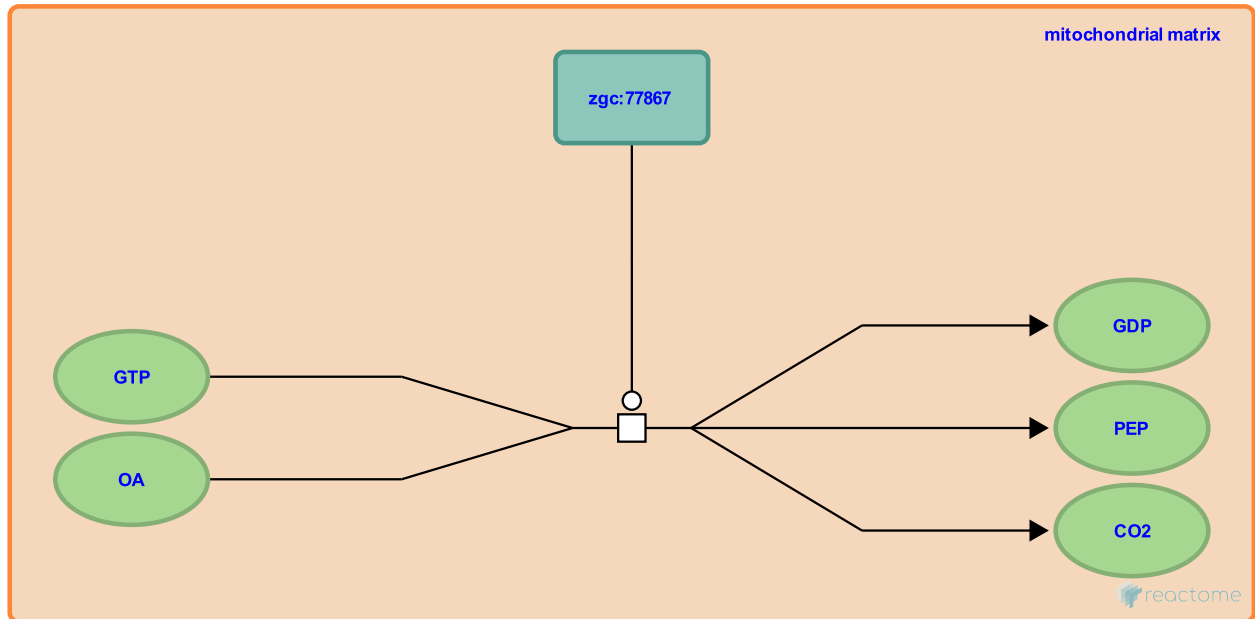 mitochondrial matrix
zgc:77867
GTP
OA
GDP
PEP
CO2
reactome